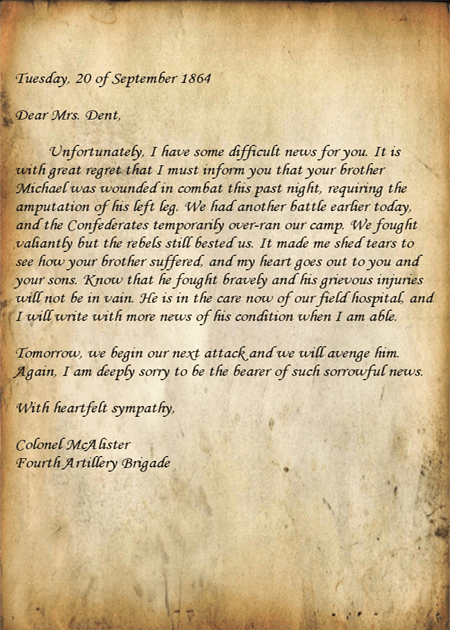 Tuesday, 20 of September 1864
Dear Mrs. Dent,
Unfortunately, I have some difficult news for you. It is
with great regret that I must inform you that your brother
Michael was wounded in combat this past night, requiring the
amputation of his left leg. We had another battle earlier today,
and the Confederates temporarily over-ran our camp. We fought
valiantly but the rebels still bested us. It made me shed tears to
see how your brother suffered, and my heart goes out to you and
your sons. Know that he fought bravely and his grievous injuries
will not be in vain. He is in the care now of our field hospital, and
I will write with more news of his condition when I am able.
Tomorrow, we begin our next attack and we will avenge him.
Again, I am deeply sorry to be the bearer of such sorrowful news.
With heartfelt sympathy,
Colonel McAlister
Fourth Artillery Brigade